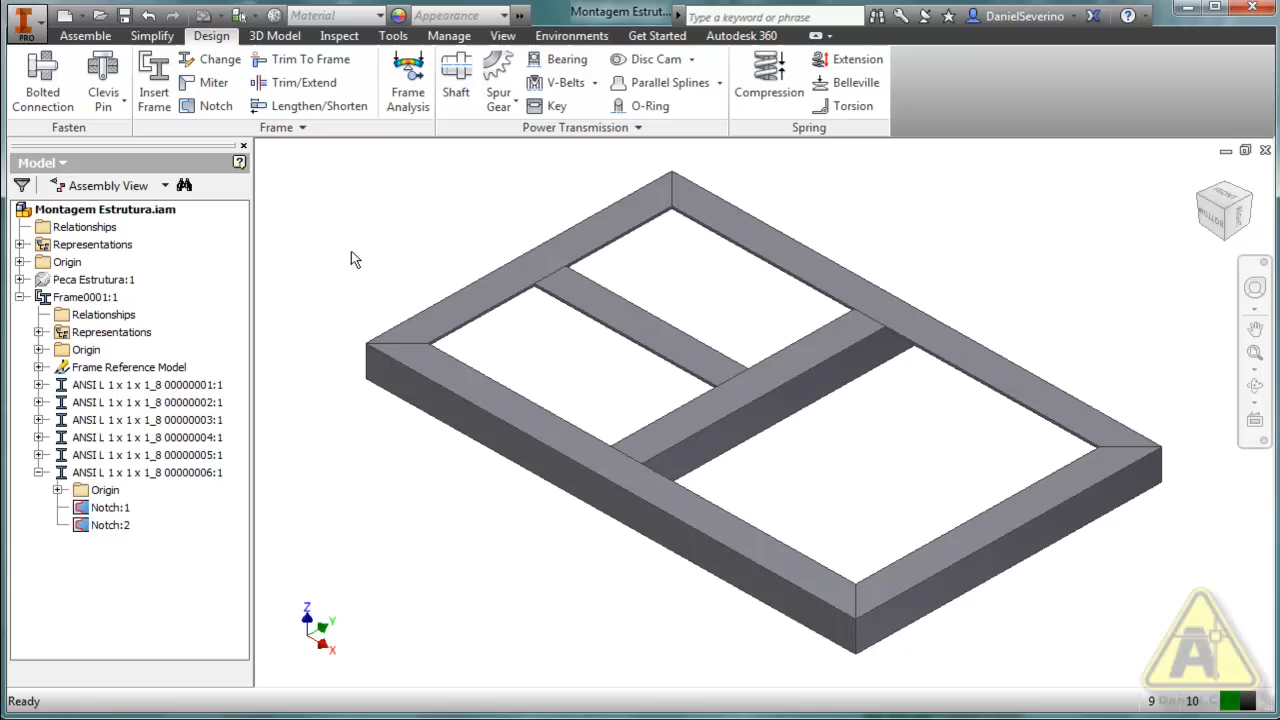 PRO
Material
Appearance
Montagem Estrut...
Type a keyword or phrase
DanielSeverino
Assemble
Simplify
Design
3D Model
Inspect
Tools
Manage
View
Environments
Get Started
Autodesk 360
Bolted Connection
Clevis Pin
Insert Frame
Change
Miter
Notch
Trim To Frame
Trim/Extend
Lengthen/Shorten
Frame Analysis
Shaft
Spur Gear
Bearing
V-Belts
Key
Disc Cam
Parallel Splines
O-Ring
Compression
Extension
Belleville
Torsion
Fasten
Frame
Power Transmission
Spring
Model
Assembly View
Montagem Estrutura.iam
Relationships
Representations
Origin
Peca Estrutura:1
Frame0001:1
Relationships
Representations
Origin
Frame Reference Model
ANSI L 1 x 1 x 1_8 00000001:1
ANSI L 1 x 1 x 1_8 00000002:1
ANSI L 1 x 1 x 1_8 00000003:1
ANSI L 1 x 1 x 1_8 00000004:1
ANSI L 1 x 1 x 1_8 00000005:1
ANSI L 1 x 1 x 1_8 00000006:1
Origin
Notch:1
Notch:2
FRONT
BOTTOM
Z
Y
X
A
Ready
9
10